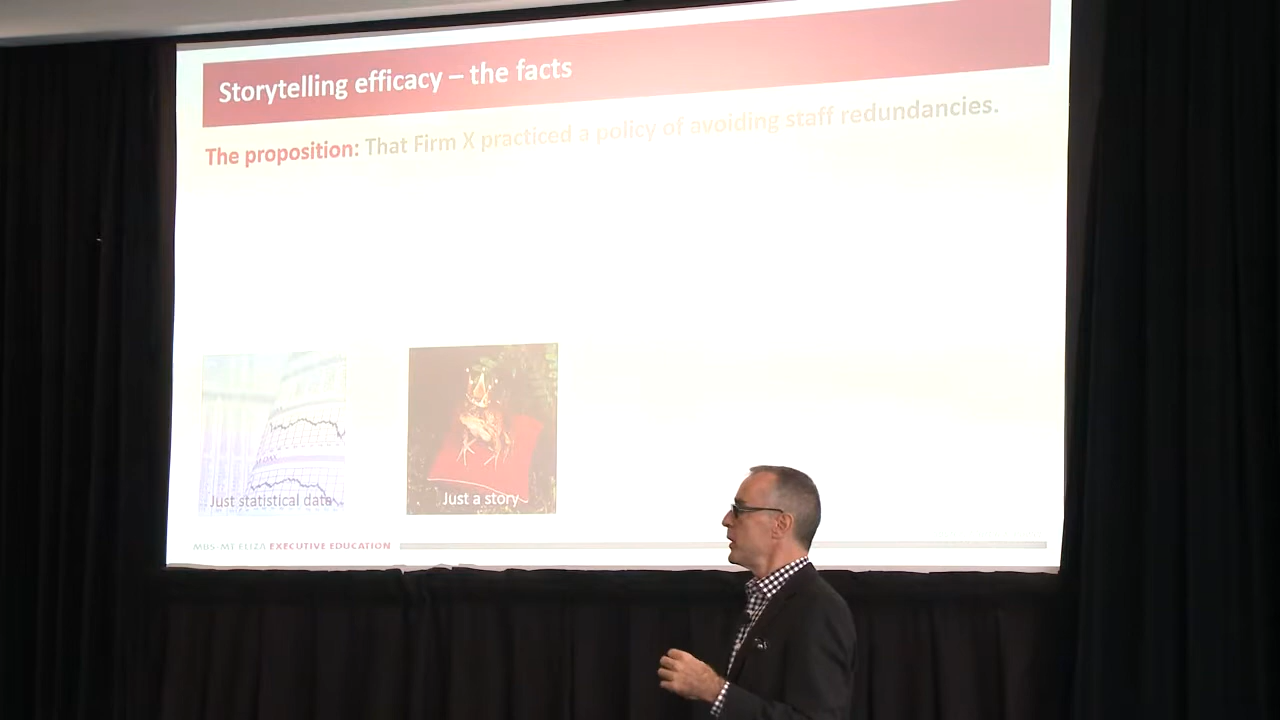 Storytelling efficacy – the facts
The proposition: That Firm X practiced a policy of avoiding staff redundancies.
Just statistical data
Just a story
MBS-MT ELIZA EXECUTIVE EDUCATION